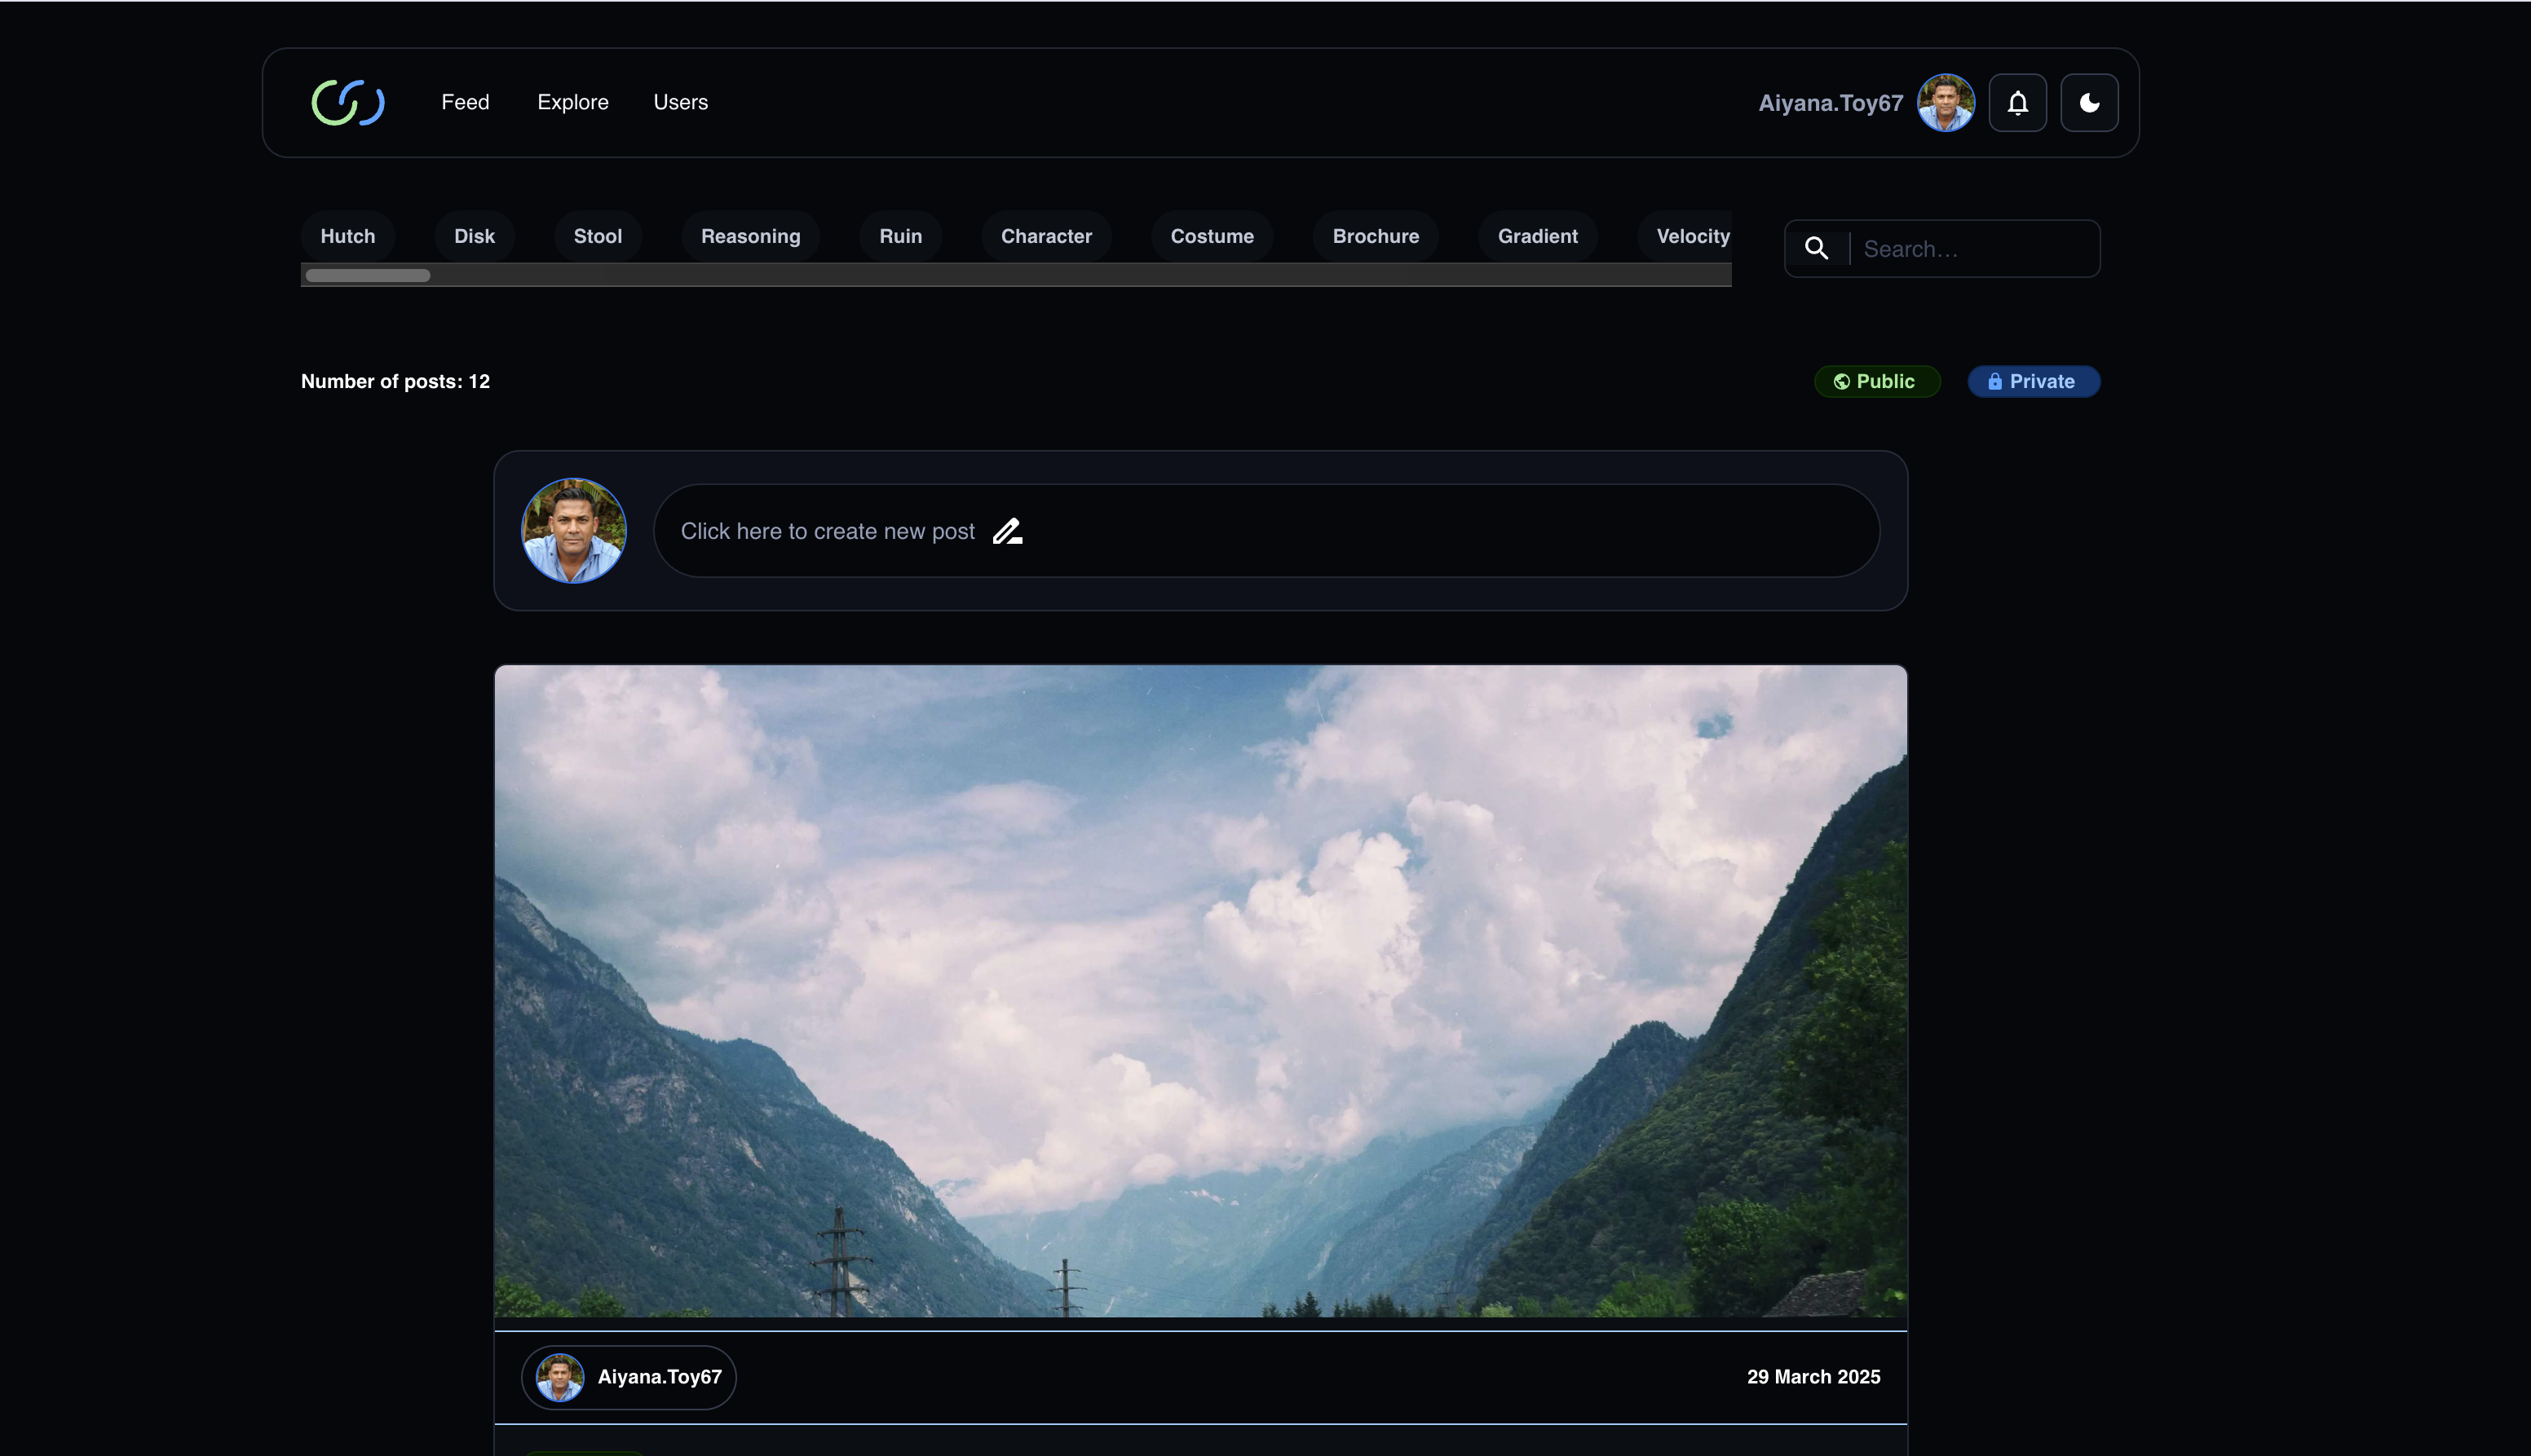 Feed Explore Users Aiyana.Toy67
Hutch Disk Stool Reasoning Ruin Character Costume Brochure Gradient Velocity
Search...
Number of posts: 12 Public Private
Click here to create new post
Aiyana.Toy67 29 March 2025